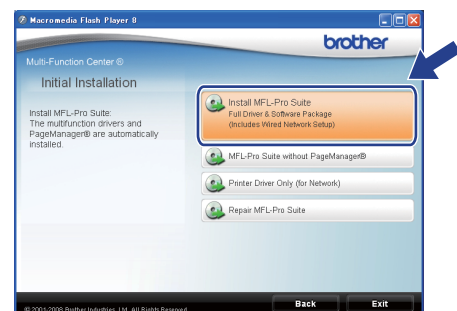 Macromedia Flash Player 8
brother
Multi-Function Center ®
Initial Installation
Install MFL-Pro Suite:
The multifunction drivers and
PageManager® are automatically
installed.
Install MFL-Pro Suite
Full Driver & Software Package
(Includes Wired Network Setup)
MFL-Pro Suite without PageManager®
Printer Driver Only (for Network)
Repair MFL-Pro Suite
© 2001-2008 Brother Industries, Ltd. All Rights Reserved.
Back
Exit